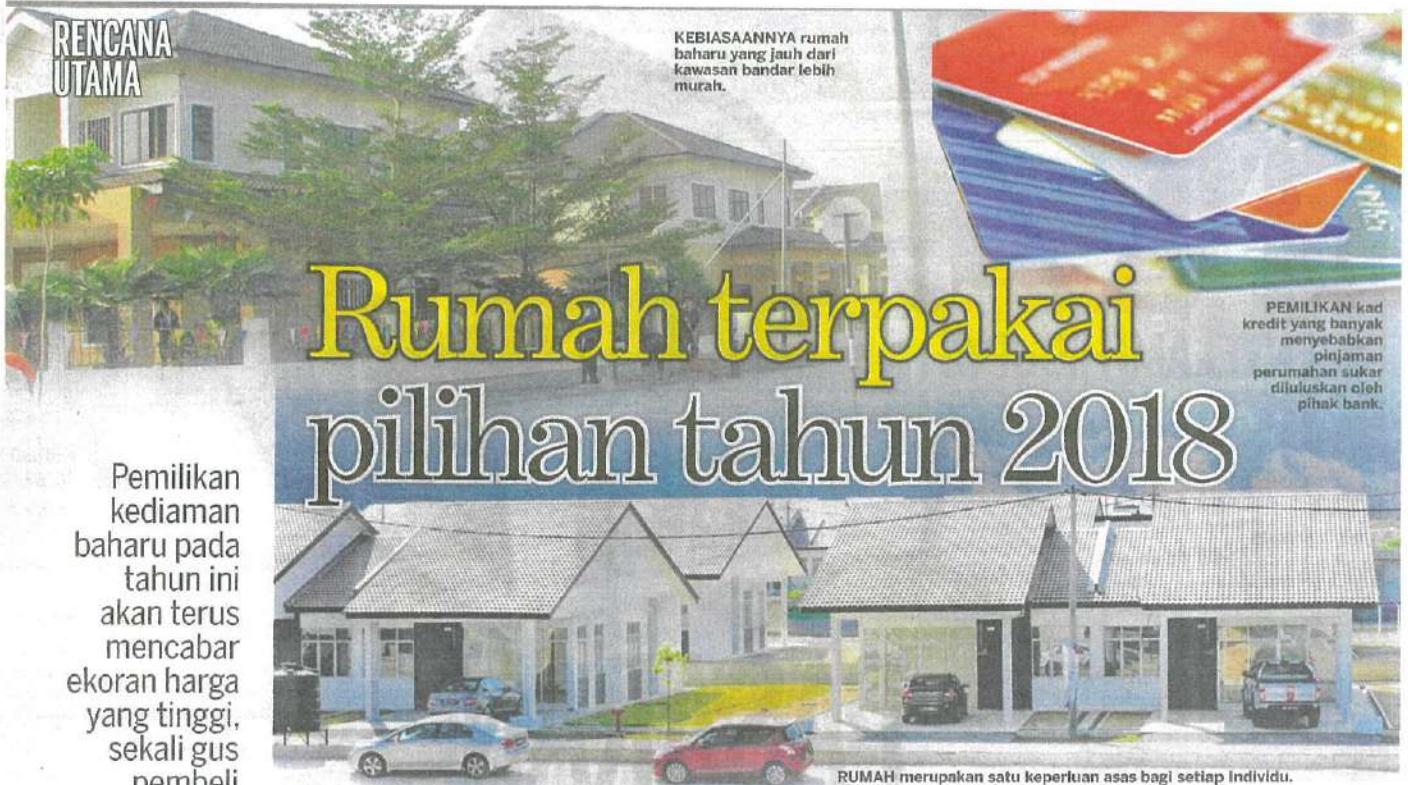 RENCANA
UTAMA
KEBIASAANNYA rumah
baharu yang jauh dari
kawasan bandar lebih
murah.
Rumah terpakai
pilihan tahun 2018
PEMILIKAN kad
kredit yang banyak
menyebabkan
pinjaman
perumahan sukar
diluluskan oleh
pihak bank.
Pemilikan
kediaman
baharu pada
tahun ini
akan terus
mencabar
ekoran harga
yang tinggi,
sekali gus
pembeli
RUMAH merupakan satu keperluan asas bagi setiap individu.